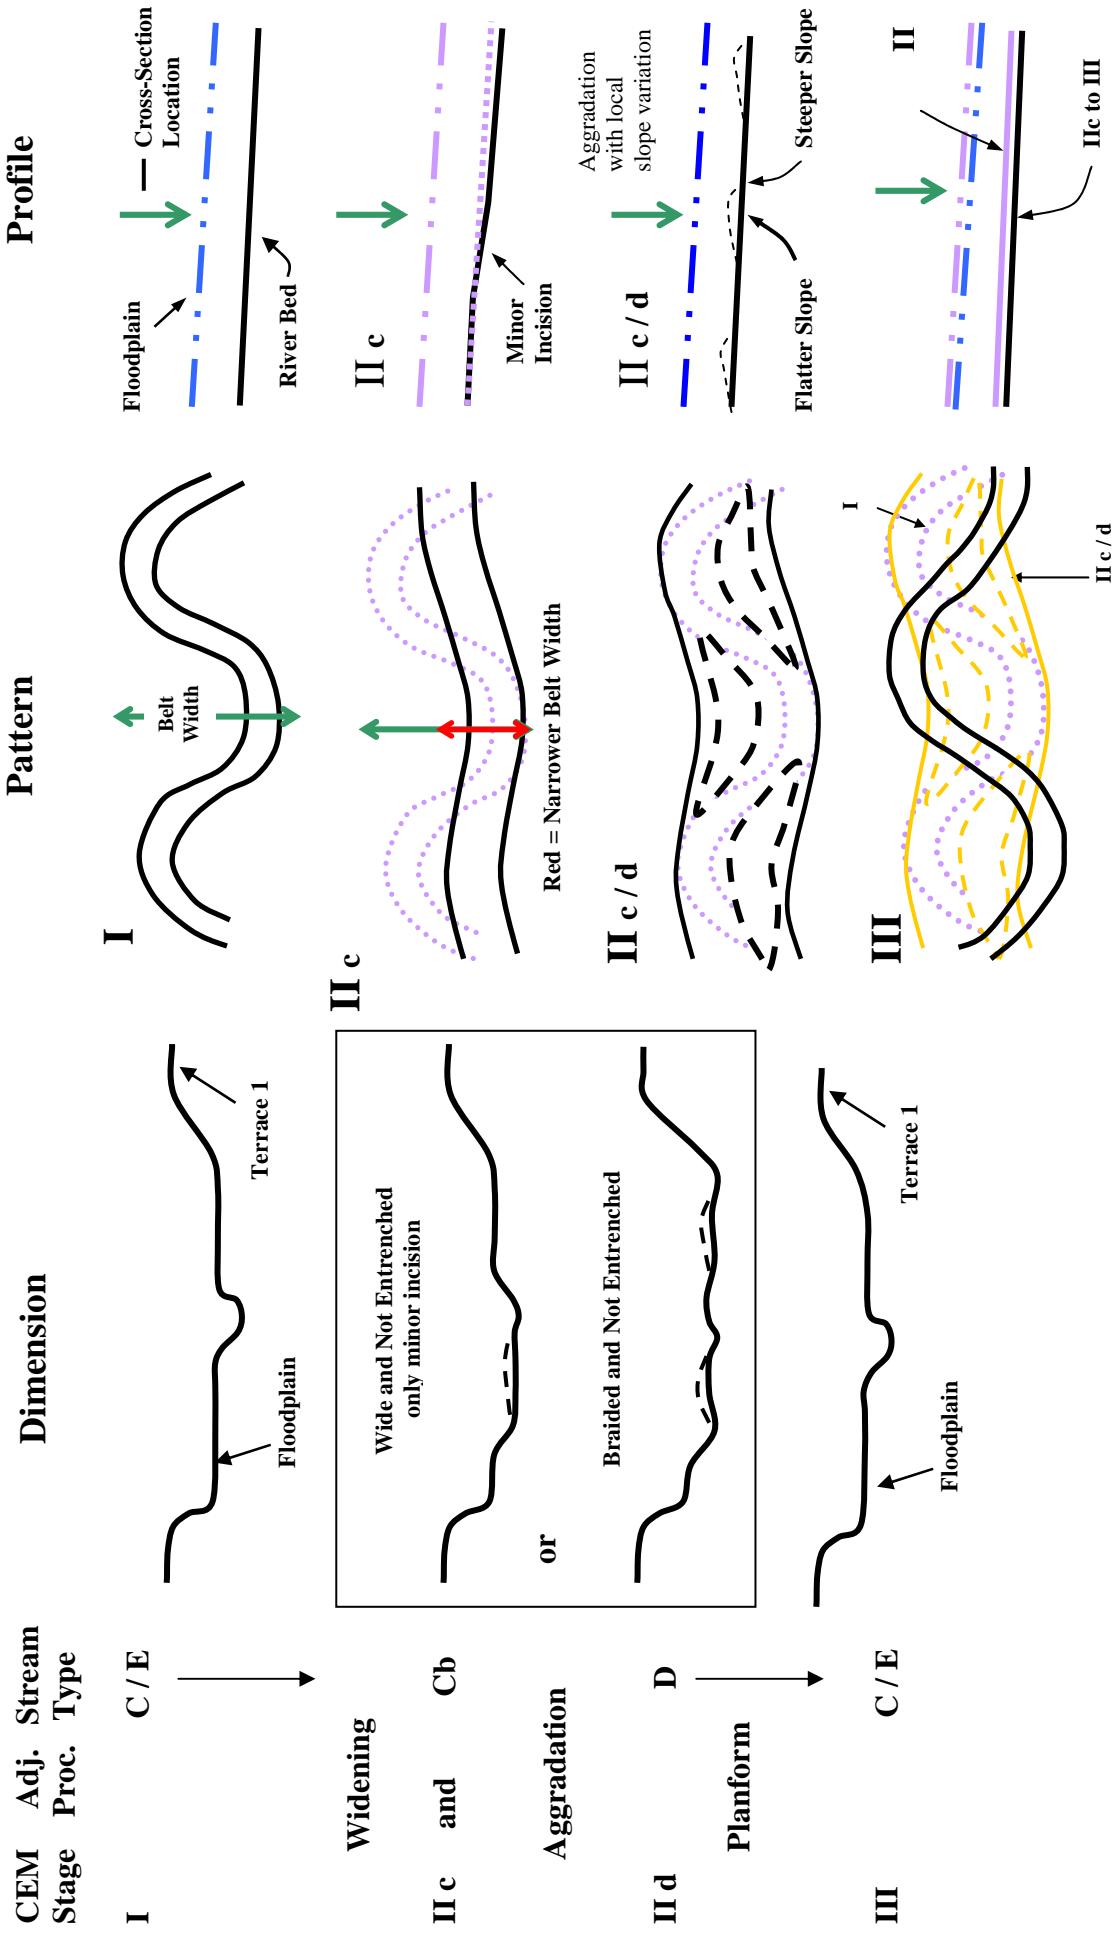 CEM
Stage
Adj.
Proc.
Stream
Type
Dimension
Pattern
Profile
I
C / E
Floodplain
Terrace 1
I
Belt
Width
Floodplain
Cross-Section
Location
River Bed
Widening
II c
and
Cb
Wide and Not Entrenched
only minor incision
or
II c
Red = Narrower Belt Width
II c
Minor
Incision
Aggradation
II d
D
Braided and Not Entrenched
II c / d
II c / d
Aggradation
with local
slope variation
Flatter Slope
Steeper Slope
Planform
III
C / E
Floodplain
Terrace 1
III
I
II c / d
II
IIc to III